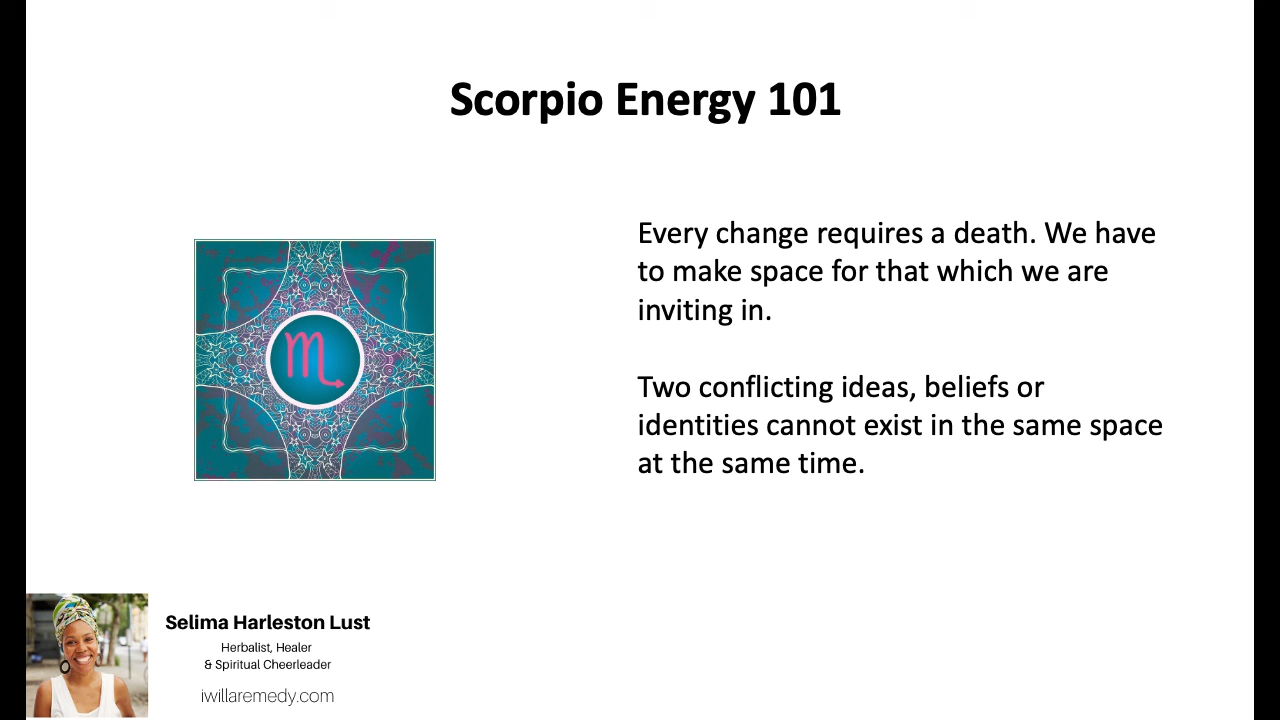 Scorpio Energy 101
Every change requires a death. We have
to make space for that which we are
inviting in.
Two conflicting ideas, beliefs or
identities cannot exist in the same space
at the same time.
Selima Harleston Lust
Herbalist, Healer
& Spiritual Cheerleader
iwillaremedy.com